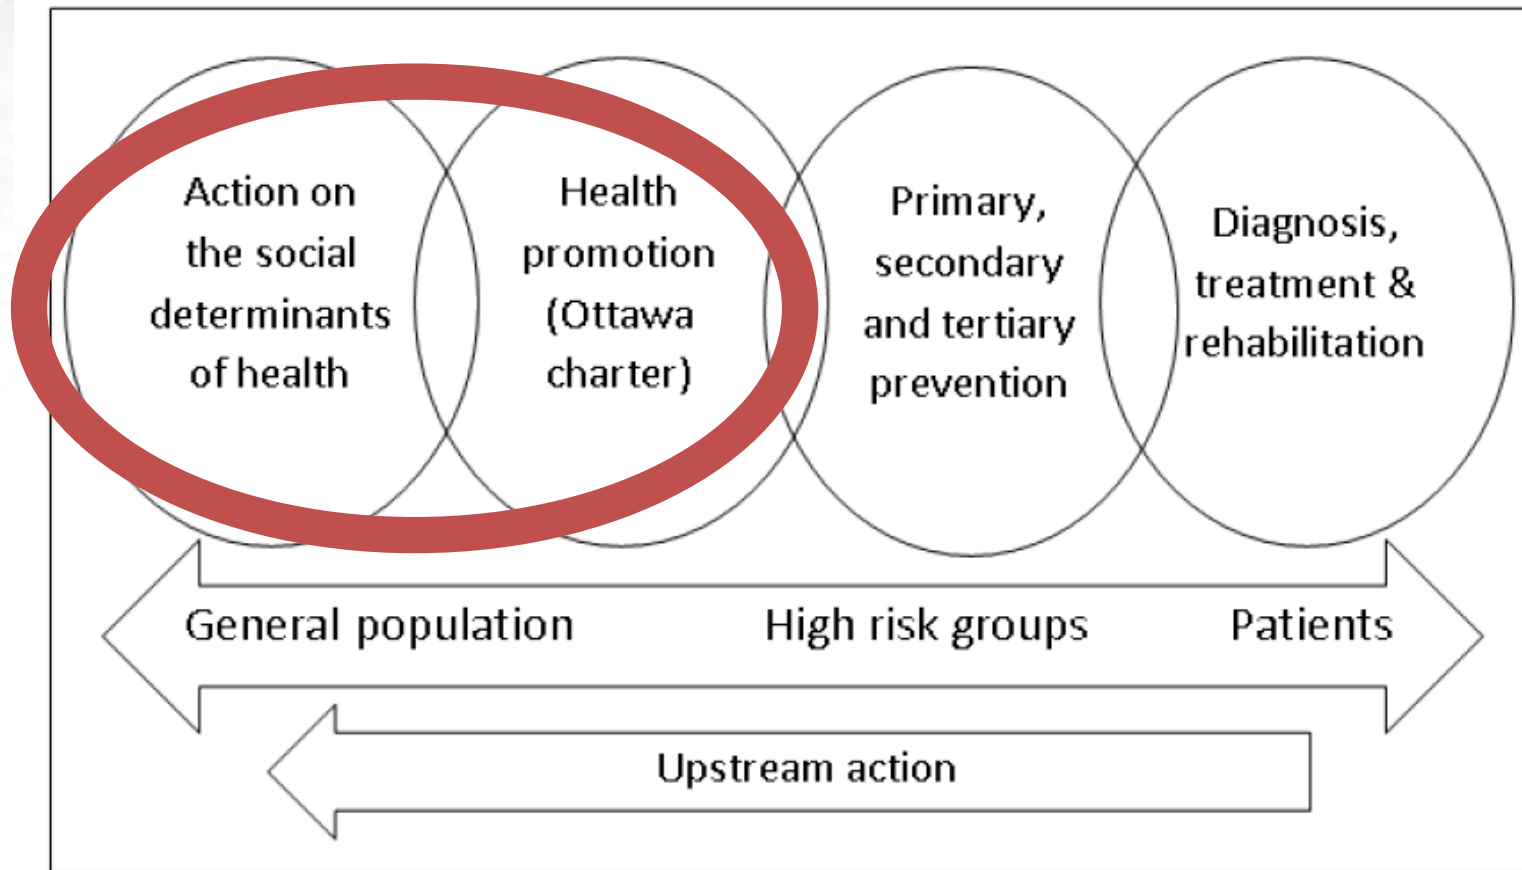 Action on
the social
determinants
of health
Health
promotion
(Ottawa
charter)
Primary,
secondary
and tertiary
prevention
Diagnosis,
treatment &
rehabilitation
General population
High risk groups
Patients
Upstream action